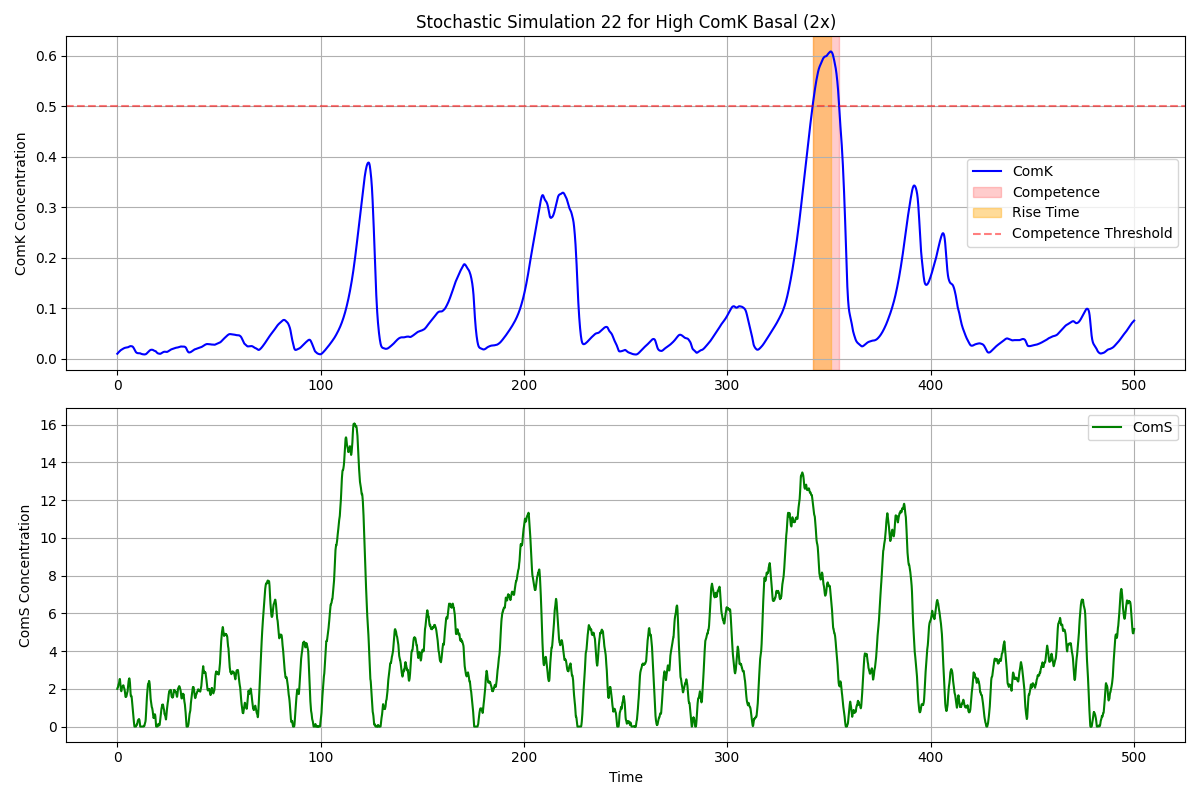 Stochastic Simulation 22 for High ComK Basal (2x)
ComK Concentration
0.6
0.5
0.4
0.3
0.2
0.1
0.0
ComK
Competence
Rise Time
Competence Threshold
0 100 200 300 400 500
ComS Concentration
16
14
12
10
8
6
4
2
0
ComS
0 100 200 300 400 500
Time